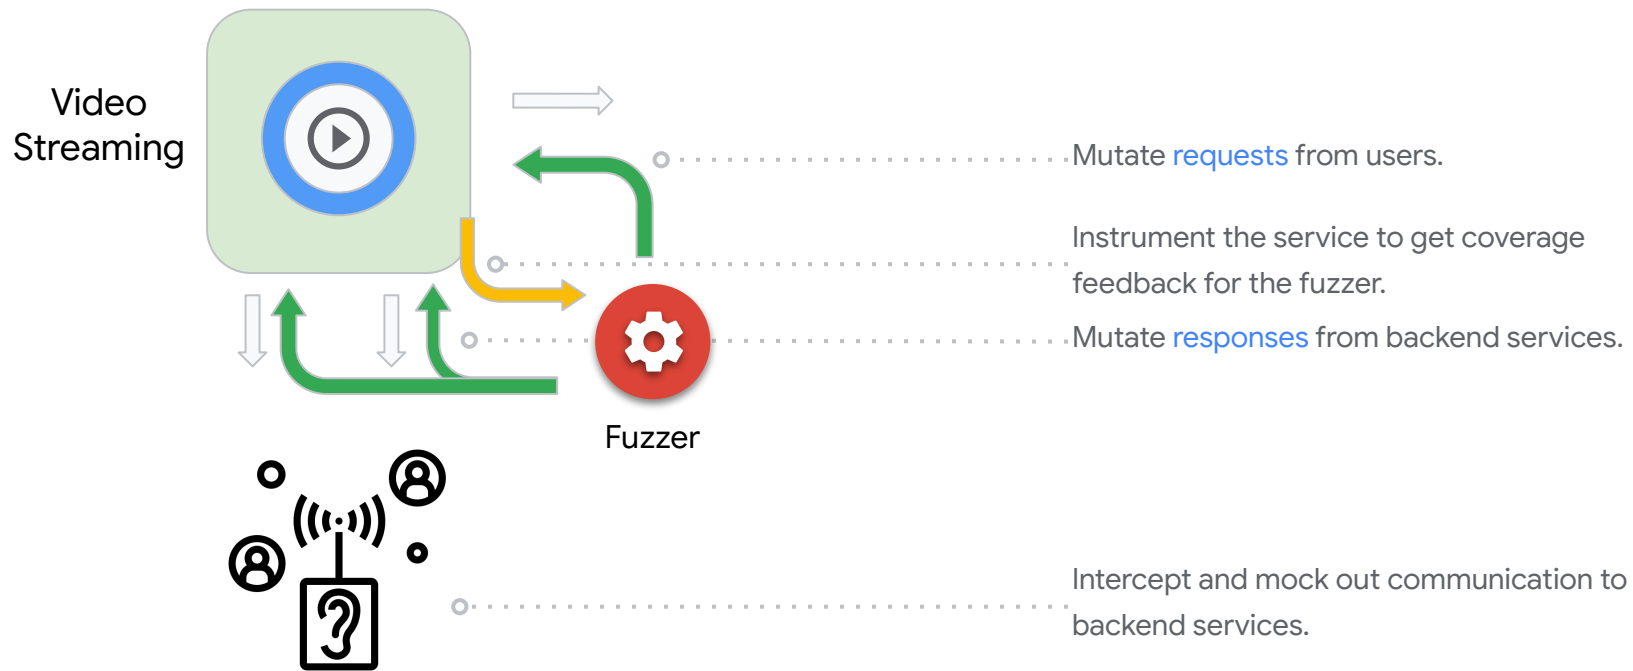 Video
Streaming
Mutate requests from users.
Instrument the service to get coverage
feedback for the fuzzer.
Mutate responses from backend services.
Fuzzer
Intercept and mock out communication to
backend services.